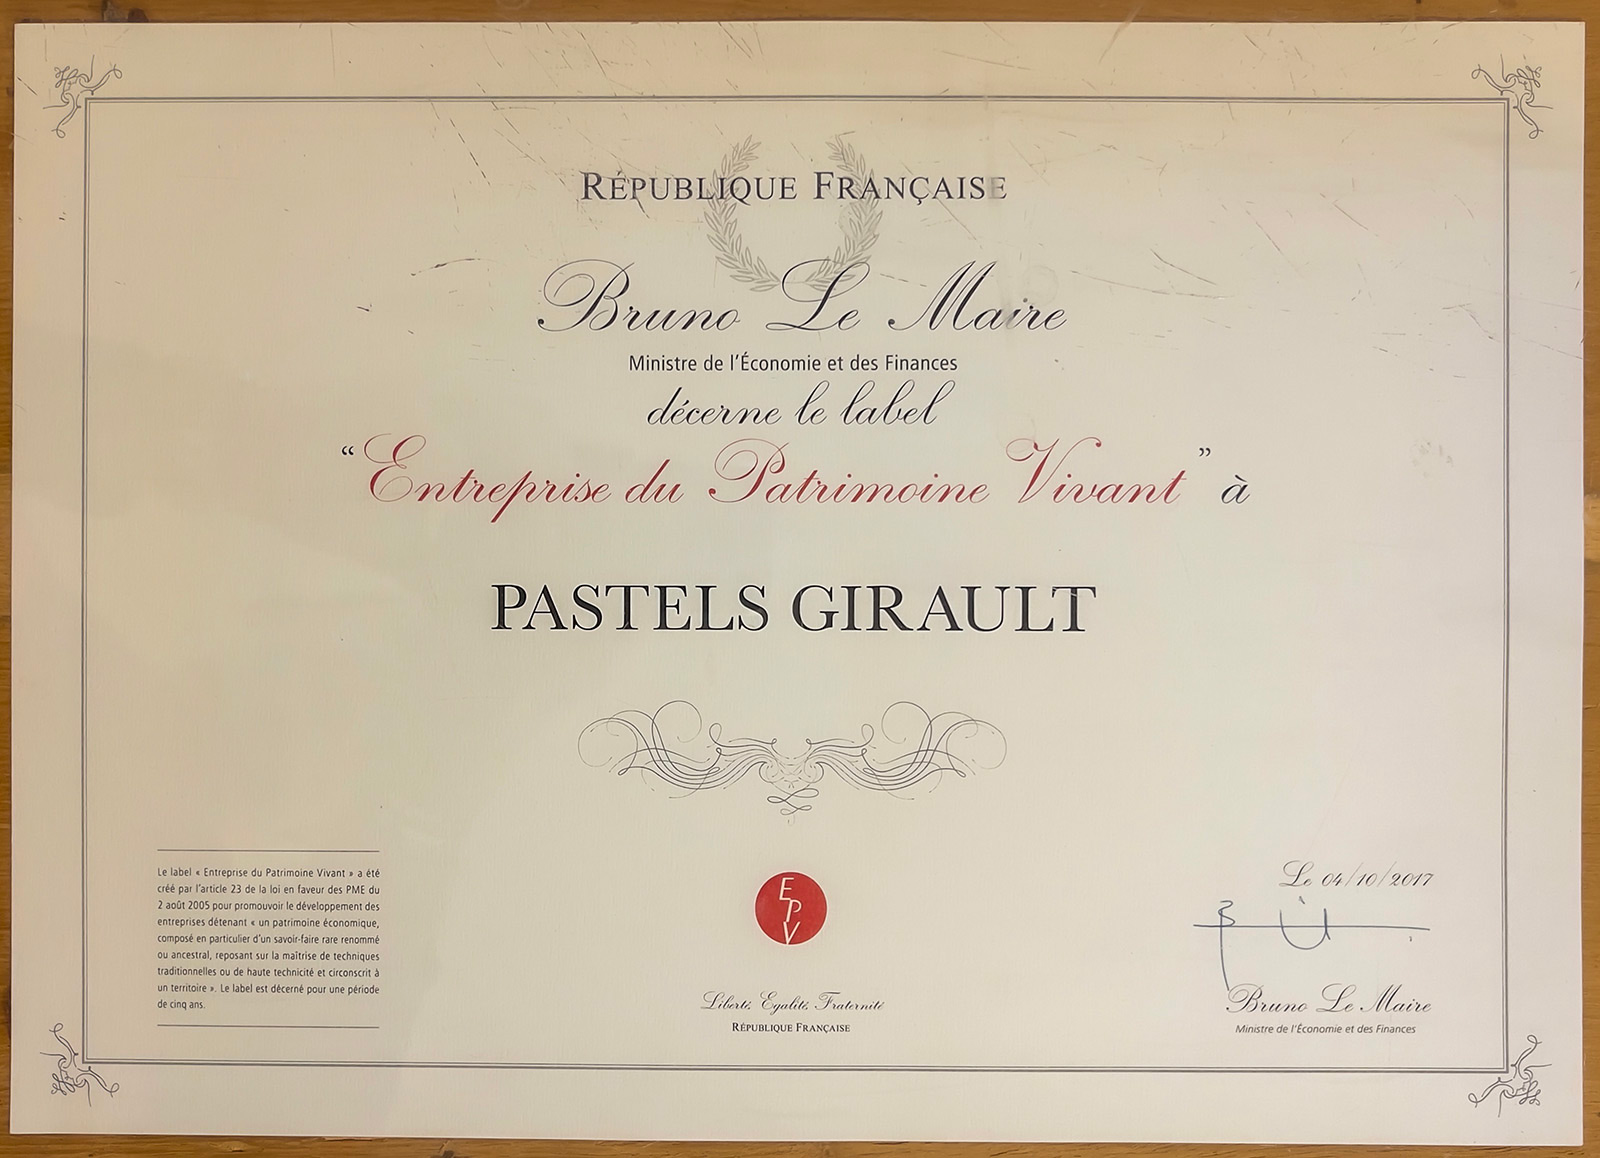 RÉPUBLIQUE FRANÇAISE
Bruno Le Maire
Ministre de l'Économie et des Finances
décerne le label
“Entreprise du Patrimoine Vivant” à
PASTELS GIRAULT
Le label « Entreprise du Patrimoine Vivant » a été
créé par l'article 23 de la loi en faveur des PME du
2 août 2005 pour promouvoir le développement des
entreprises détenant « un patrimoine économique,
composé en particulier d'un savoir-faire rare renommé
ou ancestral, reposant sur la maîtrise de techniques
traditionnelles ou de haute technicité et circonscrit à
un territoire ». Le label est décerné pour une période
de cinq ans.
EPV
Liberté, Egalité, Fraternité
RÉPUBLIQUE FRANÇAISE
Le 04/10/2017
Bruno Le Maire
Ministre de l'Économie et des Finances